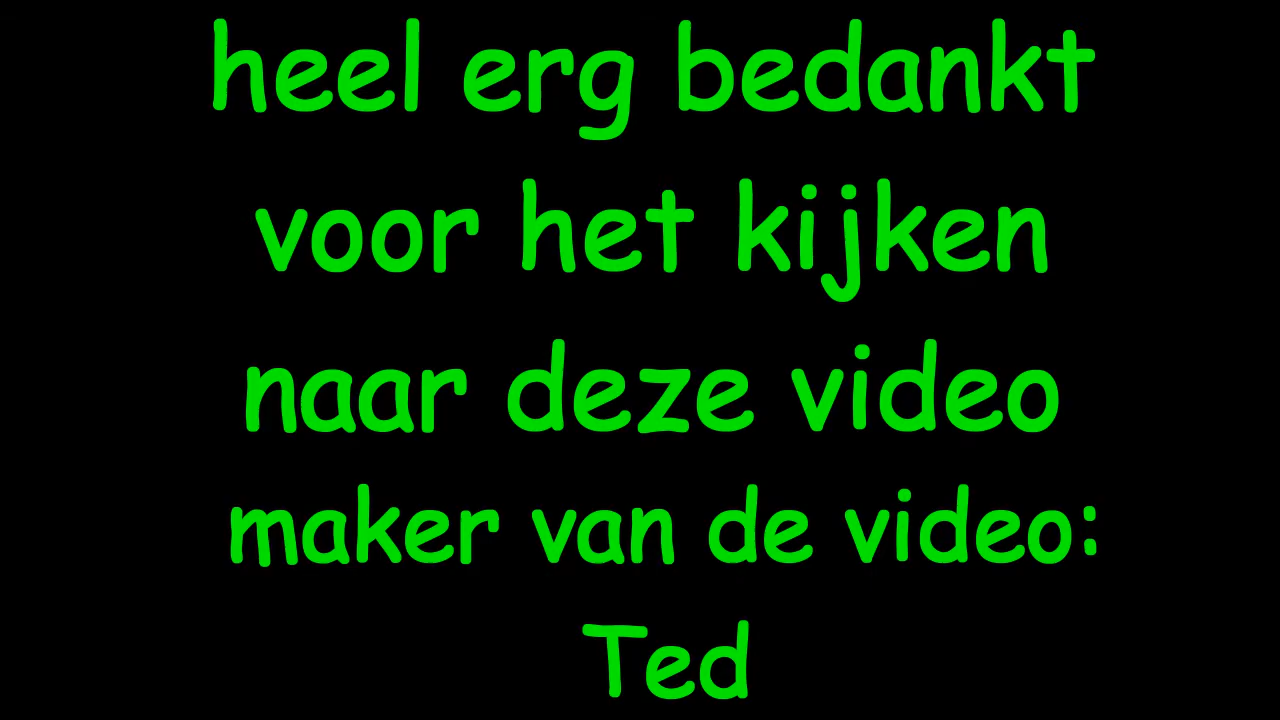 heel erg bedankt
voor het kijken
naar deze video
maker van de video:
Ted